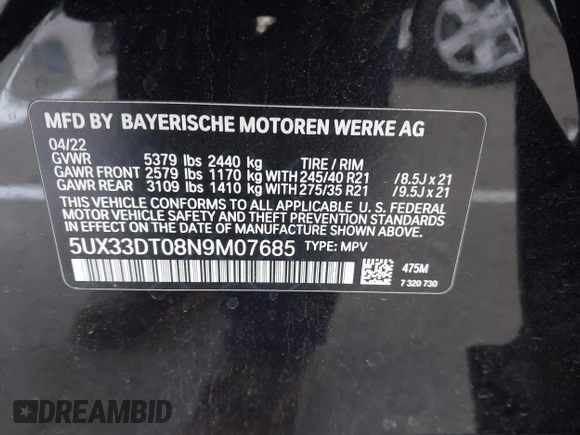 MFD BY BAYERISCHE MOTOREN WERKE AG
04/22
GVWR 5379 lbs 2440 kg TIRE / RIM
GAWR FRONT 2579 lbs 1170 kg WITH 245/40 R21 /8.5J x 21
GAWR REAR 3109 lbs 1410 kg WITH 275/35 R21 /9.5J x 21
THIS VEHICLE CONFORMS TO ALL APPLICABLE U. S. FEDERAL
MOTOR VEHICLE SAFETY, BUMPER, AND THEFT PREVENTION STANDARDS
IN EFFECT ON THE DATE OF MANUFACTURE SHOWN ABOVE.
5UX33DT08N9M07685 TYPE: MPV
475M
7 320 730
DREAMBID